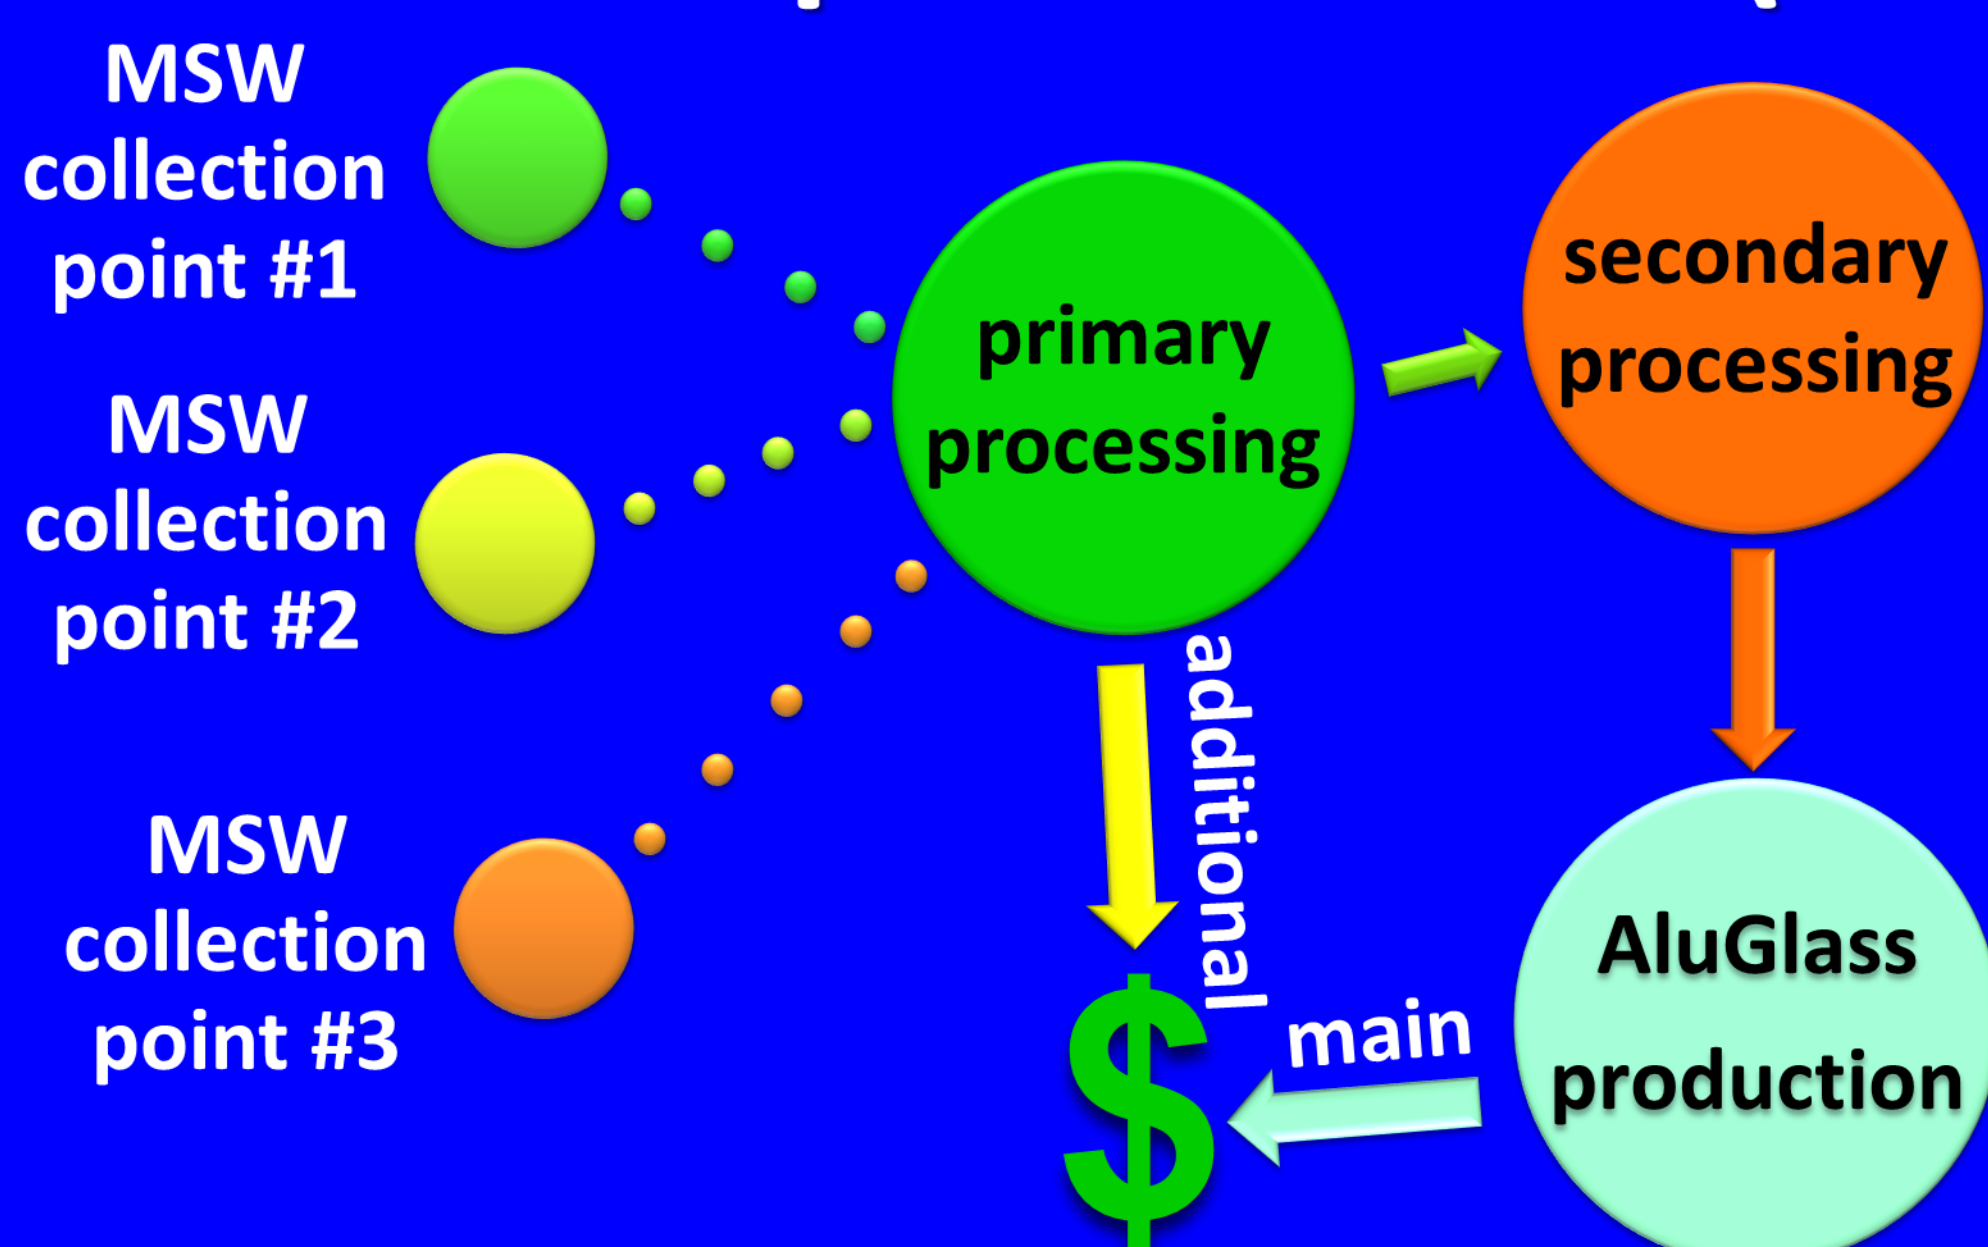 MSW
collection
point #1
MSW
collection
point #2
MSW
collection
point #3
primary
processing
secondary
processing
additional
$
main
AluGlass
production